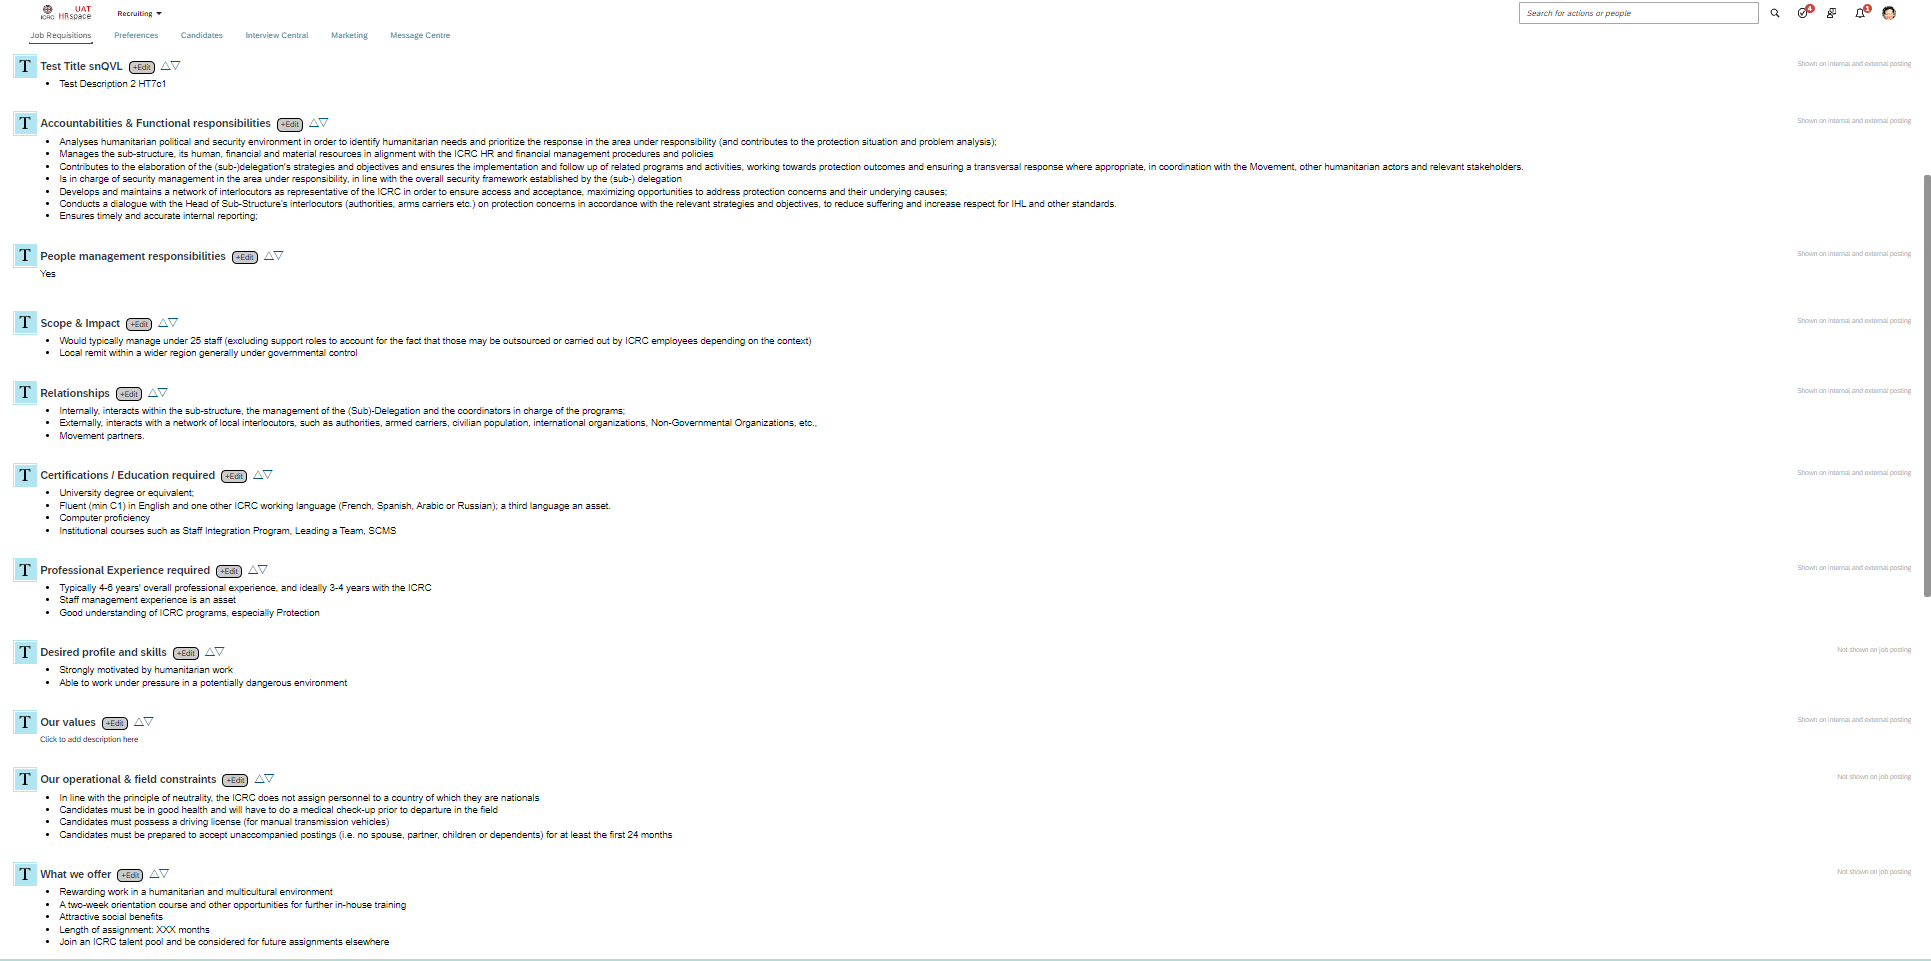 ICRC UAT HRspace Recruiting Search for actions or people 4 1
Job Requisitions Preferences Candidates Interview Central Marketing Message Centre
T Test Title snQVL +Edit Shown on internal and external posting
• Test Description 2 HT7c1
T Accountabilities & Functional responsibilities +Edit Shown on internal and external posting
• Analyses humanitarian political and security environment in order to identify humanitarian needs and prioritize the response in the area under responsibility (and contributes to the protection situation and problem analysis);
• Manages the sub-structure, its human, financial and material resources in alignment with the ICRC HR and financial management procedures and policies
• Contributes to the elaboration of the (sub-)delegation's strategies and objectives and ensures the implementation and follow up of related programs and activities, working towards protection outcomes and ensuring a transversal response where appropriate, in coordination with the Movement, other humanitarian actors and relevant stakeholders.
• Is in charge of security management in the area under responsibility, in line with the overall security framework established by the (sub-) delegation
• Develops and maintains a network of interlocutors as representative of the ICRC in order to ensure access and acceptance, maximizing opportunities to address protection concerns and their underlying causes;
• Conducts a dialogue with the Head of Sub-Structure's interlocutors (authorities, arms carriers etc.) on protection concerns in accordance with the relevant strategies and objectives, to reduce suffering and increase respect for IHL and other standards.
• Ensures timely and accurate internal reporting;
T People management responsibilities +Edit Shown on internal and external posting
Yes
T Scope & Impact +Edit Shown on internal and external posting
• Would typically manage under 25 staff (excluding support roles to account for the fact that those may be outsourced or carried out by ICRC employees depending on the context)
• Local remit within a wider region generally under governmental control
T Relationships +Edit Shown on internal and external posting
• Internally, interacts within the sub-structure, the management of the (Sub)-Delegation and the coordinators in charge of the programs;
• Externally, interacts with a network of local interlocutors, such as authorities, armed carriers, civilian population, international organizations, Non-Governmental Organizations, etc.,
• Movement partners.
T Certifications / Education required +Edit Shown on internal and external posting
• University degree or equivalent;
• Fluent (min C1) in English and one other ICRC working language (French, Spanish, Arabic or Russian); a third language an asset.
• Computer proficiency
• Institutional courses such as Staff Integration Program, Leading a Team, SCMS
T Professional Experience required +Edit Shown on internal and external posting
• Typically 4-6 years' overall professional experience, and ideally 3-4 years with the ICRC
• Staff management experience is an asset
• Good understanding of ICRC programs, especially Protection
T Desired profile and skills +Edit Not shown on job posting
• Strongly motivated by humanitarian work
• Able to work under pressure in a potentially dangerous environment
T Our values +Edit Shown on internal and external posting
Click to add description here
T Our operational & field constraints +Edit Not shown on job posting
• In line with the principle of neutrality, the ICRC does not assign personnel to a country of which they are nationals
• Candidates must be in good health and will have to do a medical check-up prior to departure in the field
• Candidates must possess a driving license (for manual transmission vehicles)
• Candidates must be prepared to accept unaccompanied postings (i.e. no spouse, partner, children or dependents) for at least the first 24 months
T What we offer +Edit Not shown on job posting
• Rewarding work in a humanitarian and multicultural environment
• A two-week orientation course and other opportunities for further in-house training
• Attractive social benefits
• Length of assignment: XXX months
• Join an ICRC talent pool and be considered for future assignments elsewhere